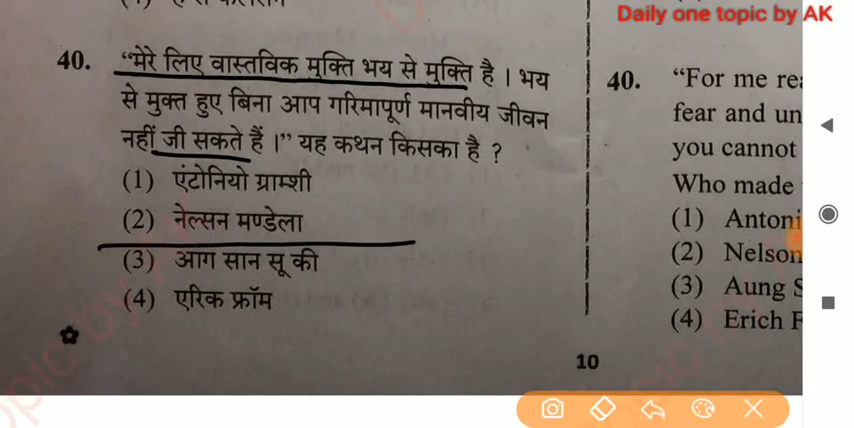 Daily one topic by AK
40. “मेरे लिए वास्तविक मुक्ति भय से मुक्ति है । भय
से मुक्त हुए बिना आप गरिमापूर्ण मानवीय जीवन
नहीं जी सकते हैं ।” यह कथन किसका है ?
(1) एंटोनियो ग्राम्शी
(2) नेल्सन मण्डेला
(3) आंग सान सू की
(4) एरिक फ्रॉम
10
40. “For me rea
fear and un
you cannot
Who made
(1) Antoni
(2) Nelson
(3) Aung S
(4) Erich F